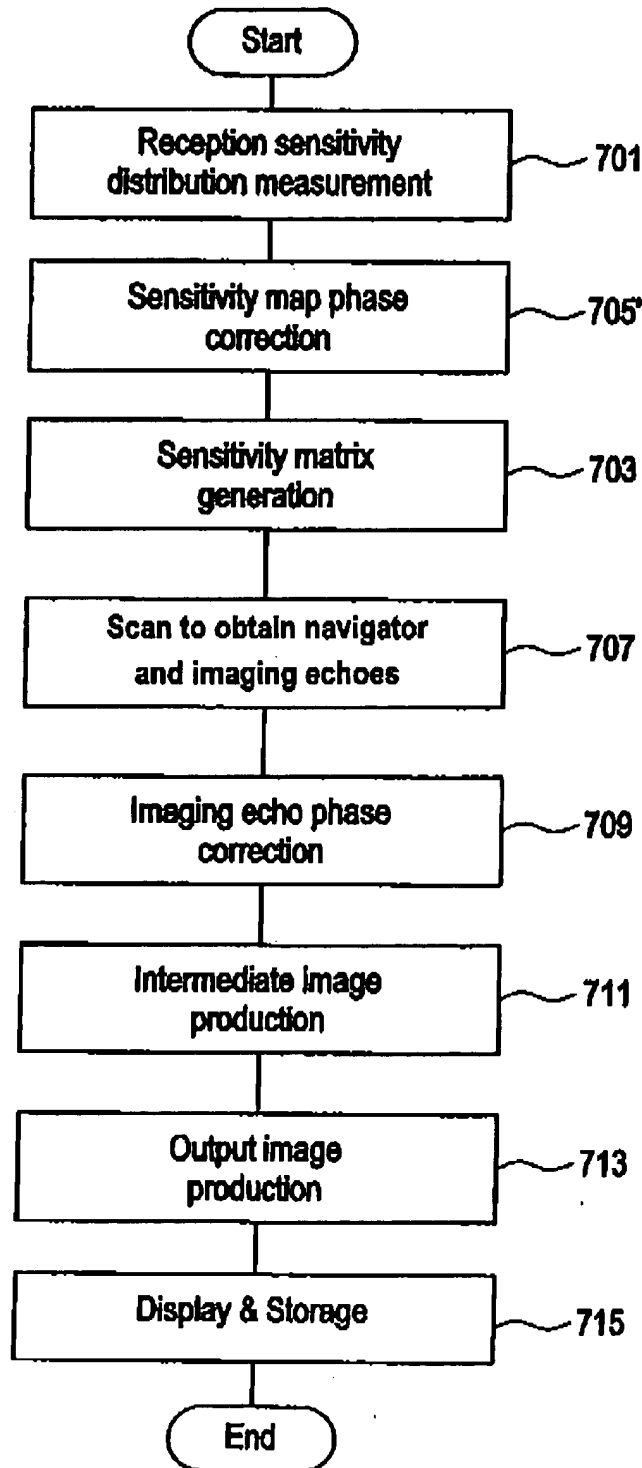 Start
Reception sensitivity
distribution measurement
701
Sensitivity map phase
correction
705'
Sensitivity matrix
generation
703
Scan to obtain navigator
and imaging echoes
707
Imaging echo phase
correction
709
Intermediate image
production
711
Output image
production
713
Display & Storage
715
End